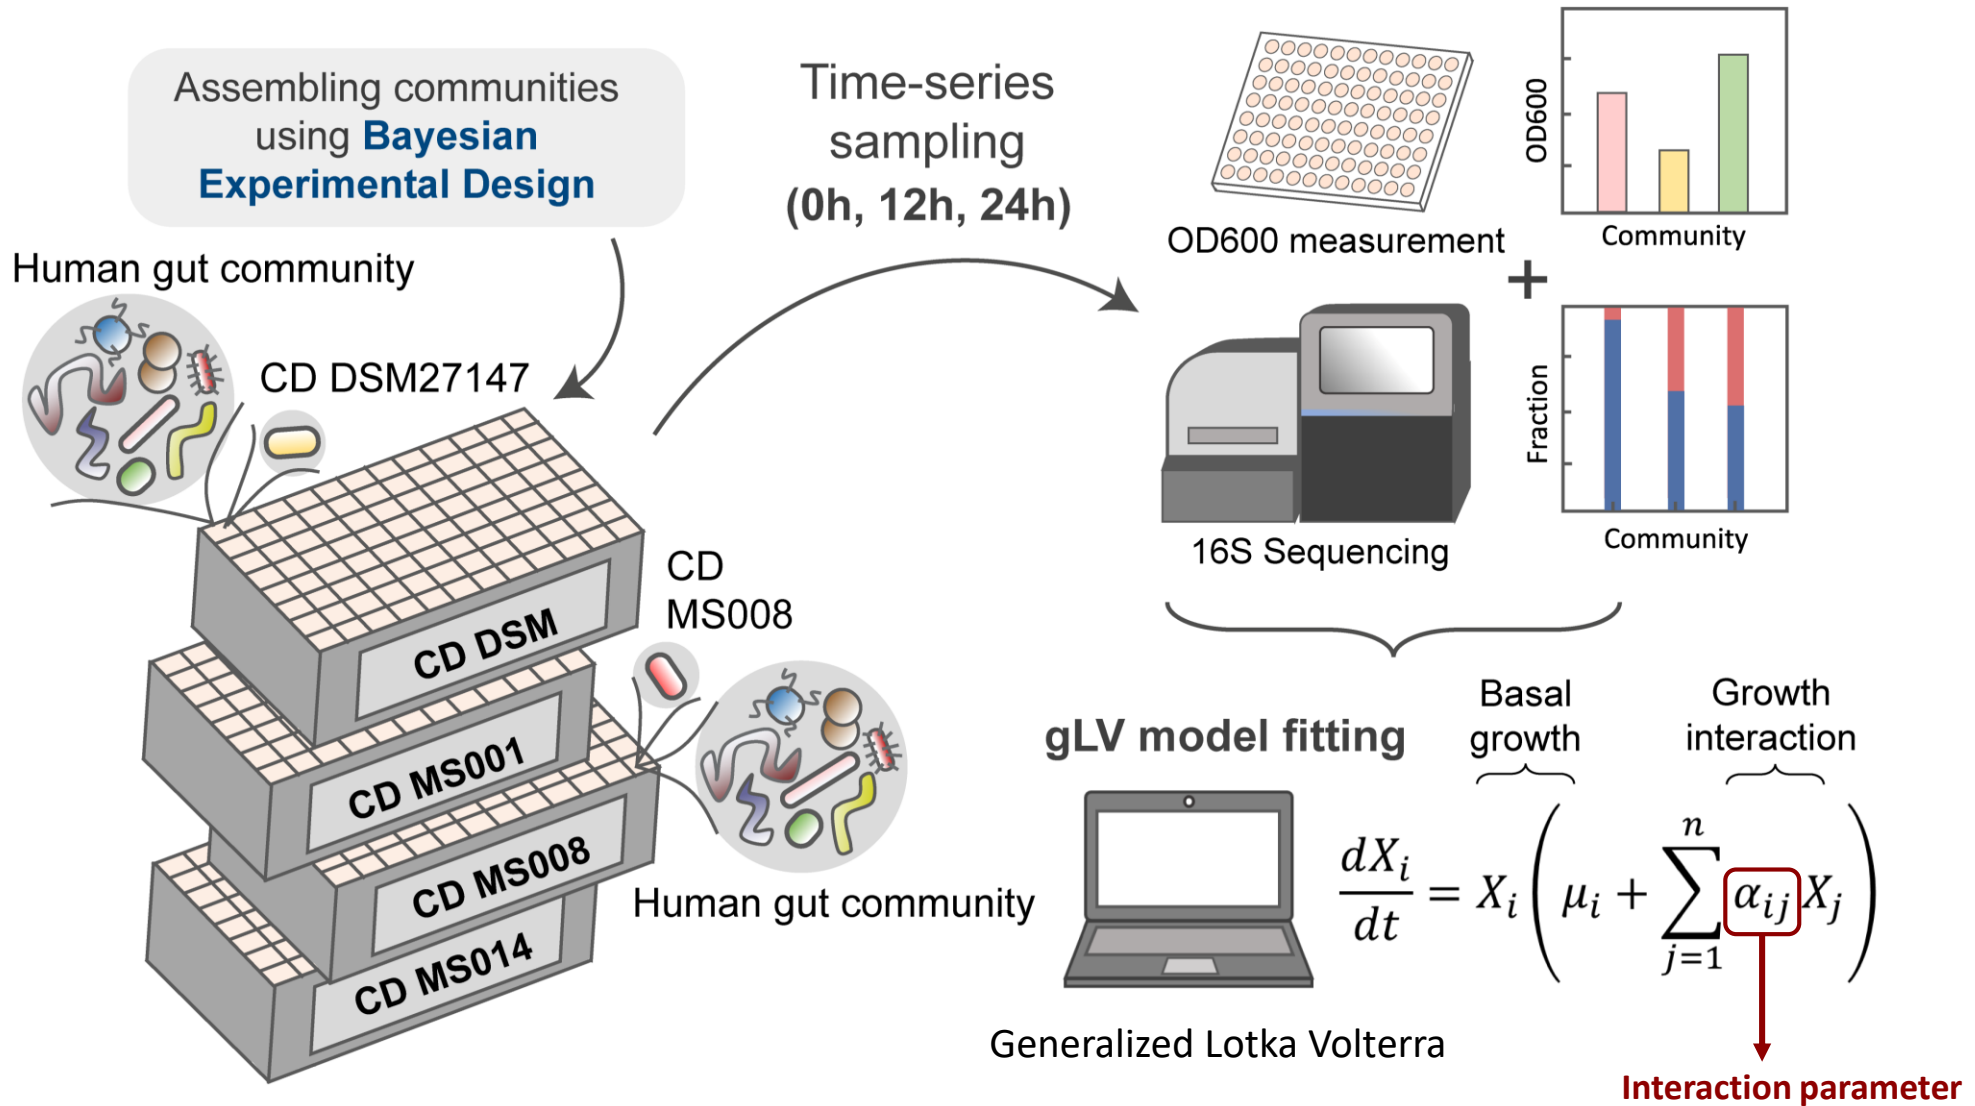 Assembling communities
using Bayesian
Experimental Design
Human gut community
CD DSM27147
CD DSM
CD MS001
CD MS008
CD MS014
CD
MS008
Human gut community
Time-series
sampling
(0h, 12h, 24h)
OD600 measurement
OD600
Community
+
16S Sequencing
Fraction
Community
gLV model fitting
Basal
growth
Growth
interaction
dX_i/dt = X_i (μ_i + ∑_{j=1}^{n} α_{ij} X_j)
Generalized Lotka Volterra
Interaction parameter